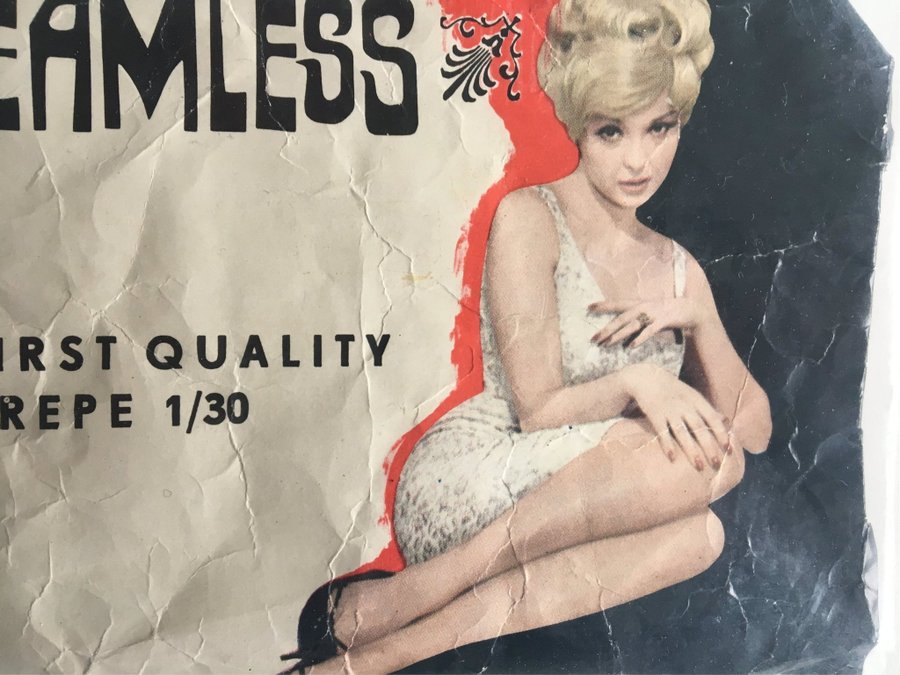 EAMLESS
IRST QUALITY
REPE 1/30